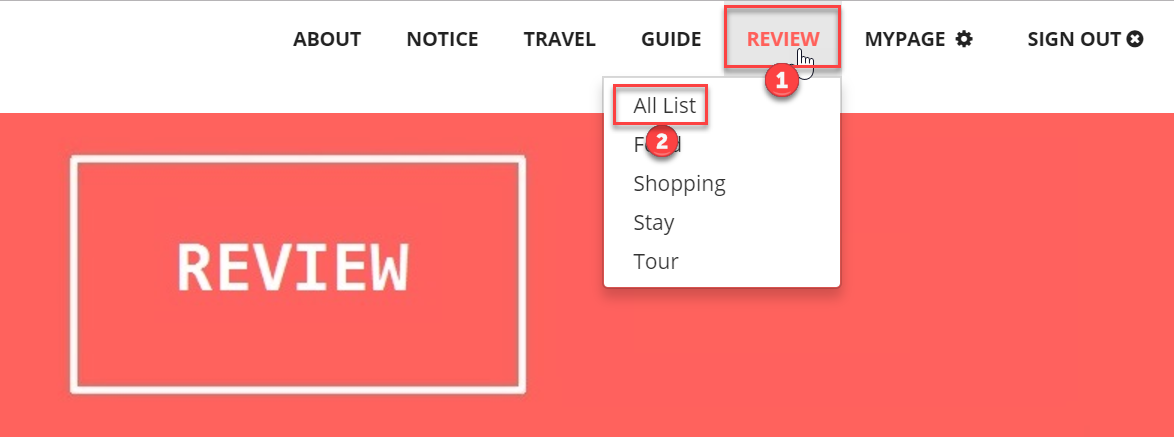 ABOUT NOTICE TRAVEL GUIDE REVIEW MYPAGE SIGN OUT
1
All List
2
Shopping
Stay
Tour
REVIEW